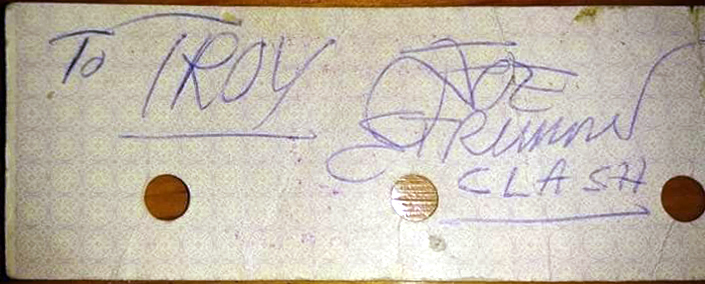 To TROY
JOE
Strummer
CLASH